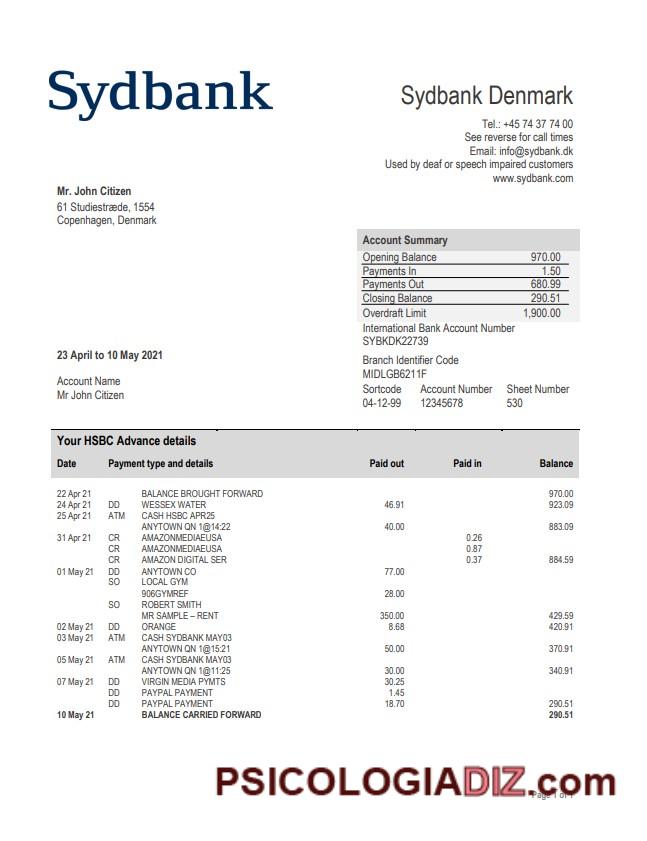 Sydbank
Sydbank Denmark
Tel.: +45 74 37 74 00
See reverse for call times
Email: info@sydbank.dk
Used by deaf or speech impaired customers
www.sydbank.com
Mr. John Citizen
61 Studiestræde, 1554
Copenhagen, Denmark
Account Summary
Opening Balance 970.00
Payments In 1.50
Payments Out 680.99
Closing Balance 290.51
Overdraft Limit 1,900.00
International Bank Account Number
SYBKDK22739
23 April to 10 May 2021
Branch Identifier Code
MIDLGB6211F
Account Name
Mr John Citizen
Sortcode Account Number Sheet Number
04-12-99 12345678 530
Your HSBC Advance details
Date Payment type and details Paid out Paid in Balance
22 Apr 21 BALANCE BROUGHT FORWARD 970.00
24 Apr 21 DD WESSEX WATER 46.91 923.09
25 Apr 21 ATM CASH HSBC APR25
ANYTOWN QN 1@14:22 40.00 883.09
31 Apr 21 CR AMAZONMEDIAEUSA 0.26
CR AMAZONMEDIAEUSA 0.87
CR AMAZON DIGITAL SER 0.37 884.59
01 May 21 DD ANYTOWN CO 77.00
SO LOCAL GYM
906GYMREF 28.00
SO ROBERT SMITH
MR SAMPLE – RENT 350.00 429.59
02 May 21 DD ORANGE 8.68 420.91
03 May 21 ATM CASH SYDBANK MAY03
ANYTOWN QN 1@15:21 50.00 370.91
05 May 21 ATM CASH SYDBANK MAY03
ANYTOWN QN 1@11:25 30.00 340.91
07 May 21 DD VIRGIN MEDIA PYMTS 30.25
DD PAYPAL PAYMENT 1.45
DD PAYPAL PAYMENT 18.70 290.51
10 May 21 BALANCE CARRIED FORWARD 290.51
PSICOLOGIADIZ.com
Page 1 of 1